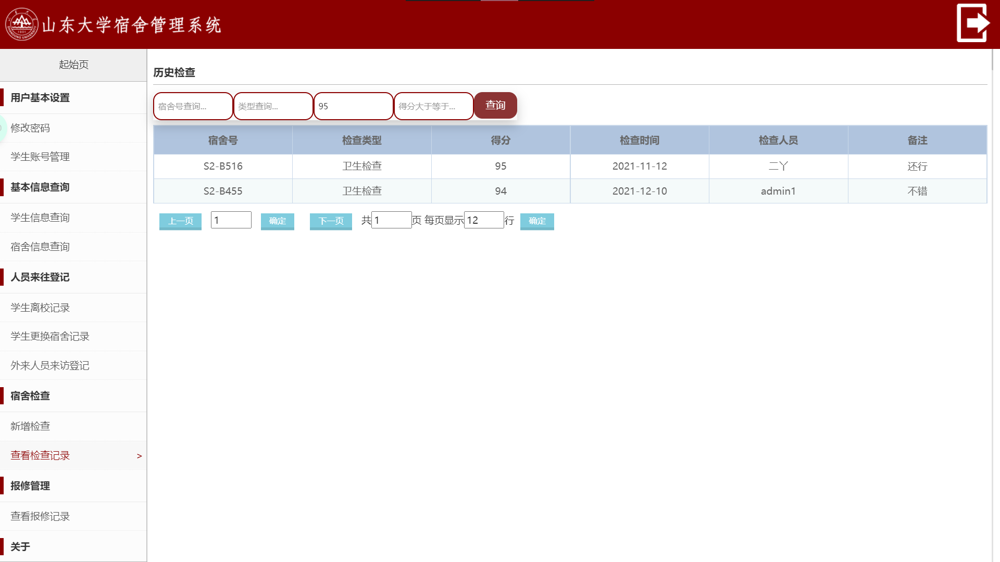 山东大学宿舍管理系统
SHANDONG UNIVERSITY
1901
起始页
用户基本设置
修改密码
学生账号管理
基本信息查询
学生信息查询
宿舍信息查询
人员来往登记
学生离校记录
学生更换宿舍记录
外来人员来访登记
宿舍检查
新增检查
查看检查记录 >
报修管理
查看报修记录
关于
历史检查
宿舍号查询... 类型查询... 95 得分大于等于... 查询
宿舍号 检查类型 得分 检查时间 检查人员 备注
S2-B516 卫生检查 95 2021-11-12 二丫 还行
S2-B455 卫生检查 94 2021-12-10 admin1 不错
上一页 1 确定 下一页 共1页 每页显示12行 确定